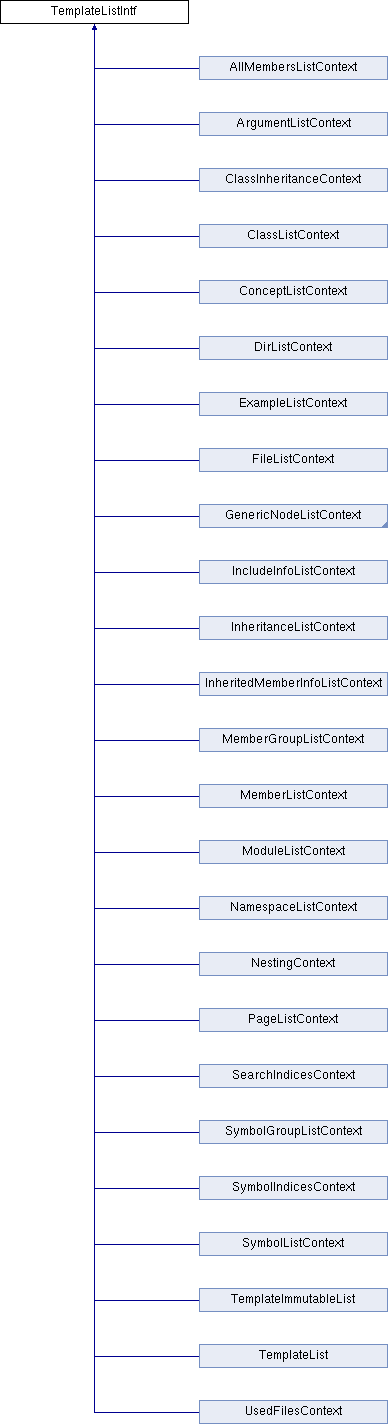 TemplateListIntf
AllMembersListContext
ArgumentListContext
ClassInheritanceContext
ClassListContext
ConceptListContext
DirListContext
ExampleListContext
FileListContext
GenericNodeListContext
IncludeInfoListContext
InheritanceListContext
InheritedMemberInfoListContext
MemberGroupListContext
MemberListContext
ModuleListContext
NamespaceListContext
NestingContext
PageListContext
SearchIndicesContext
SymbolGroupListContext
SymbolIndicesContext
SymbolListContext
TemplateImmutableList
TemplateList
UsedFilesContext